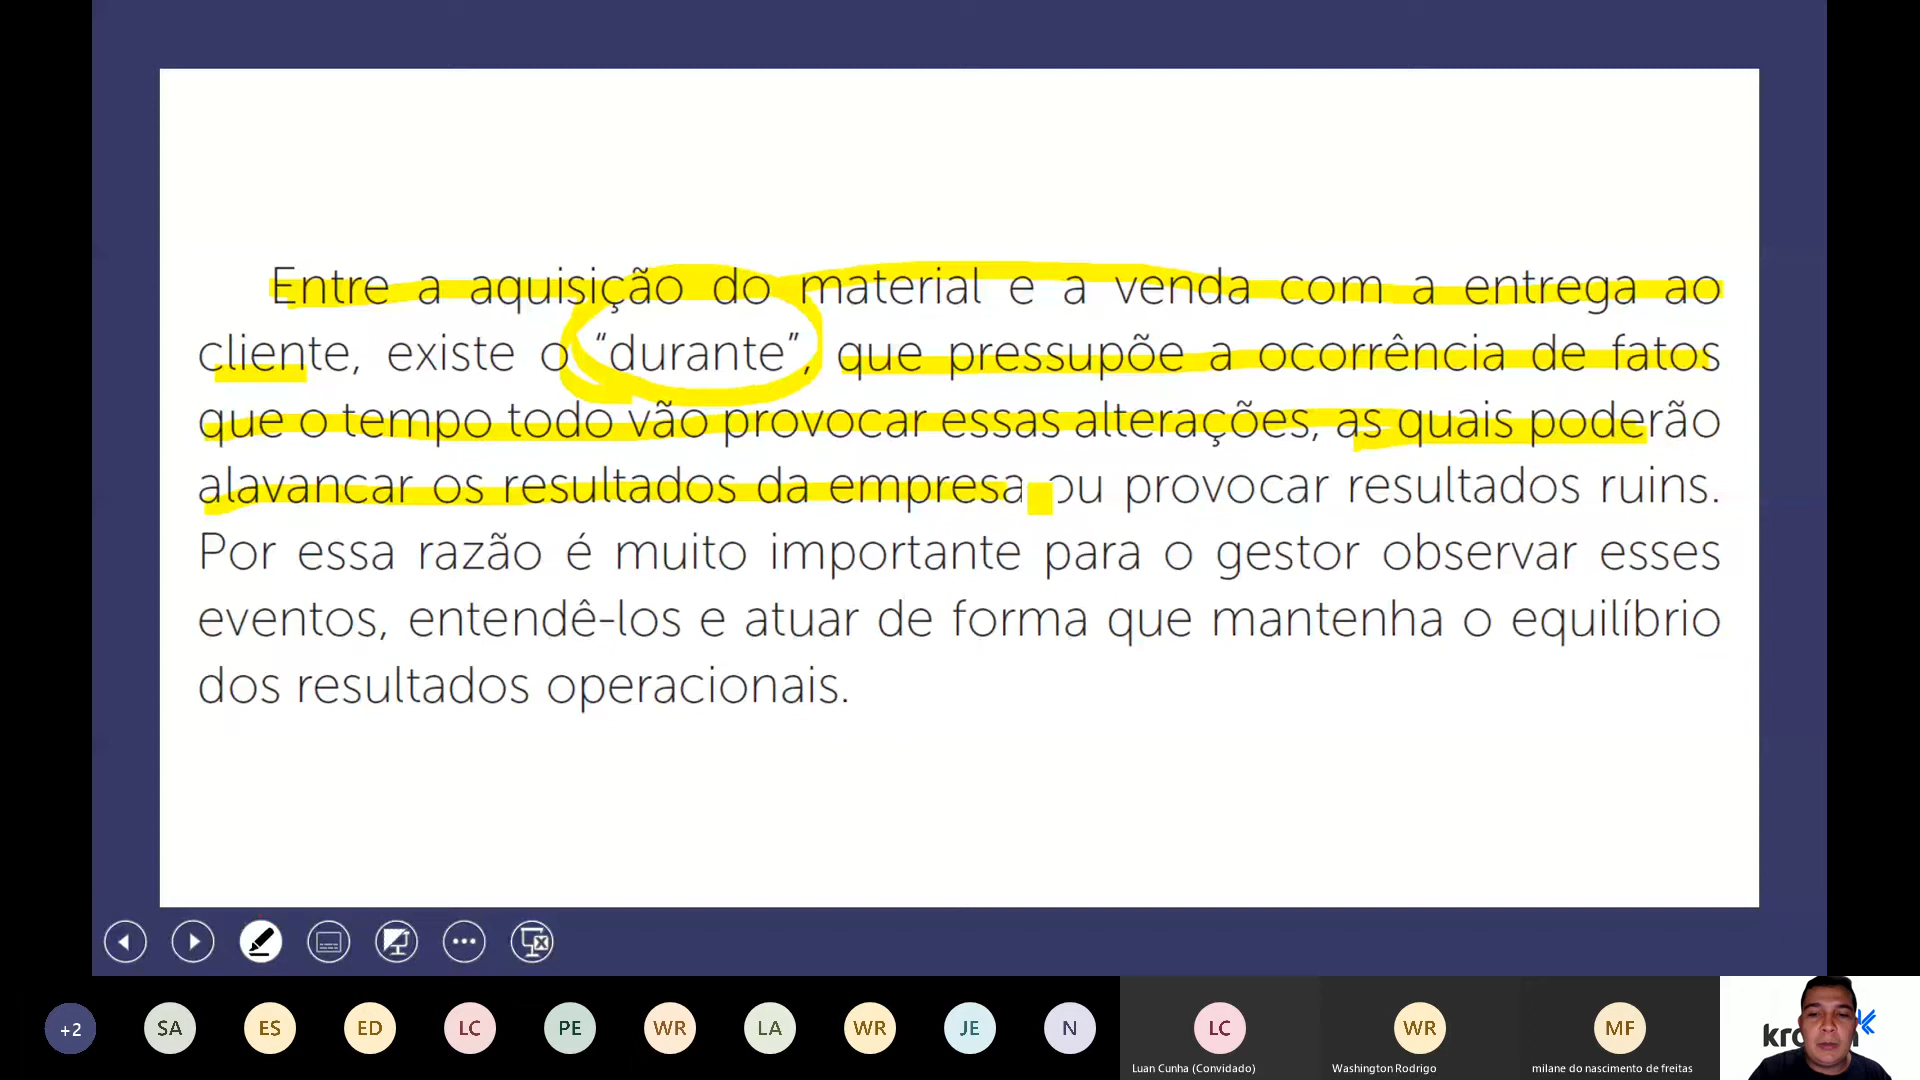 Entre a aquisição do material e a venda com a entrega ao
cliente, existe o “durante”, que pressupõe a ocorrência de fatos
que o tempo todo vão provocar essas alterações, as quais poderão
alavancar os resultados da empresa ou provocar resultados ruins.
Por essa razão é muito importante para o gestor observar esses
eventos, entendê-los e atuar de forma que mantenha o equilíbrio
dos resultados operacionais.
+2
SA
ES
ED
LC
PE
WR
LA
WR
JE
N
LC
WR
MF
Luan Cunha (Convidado)
Washington Rodrigo
milane do nascimento de freitas